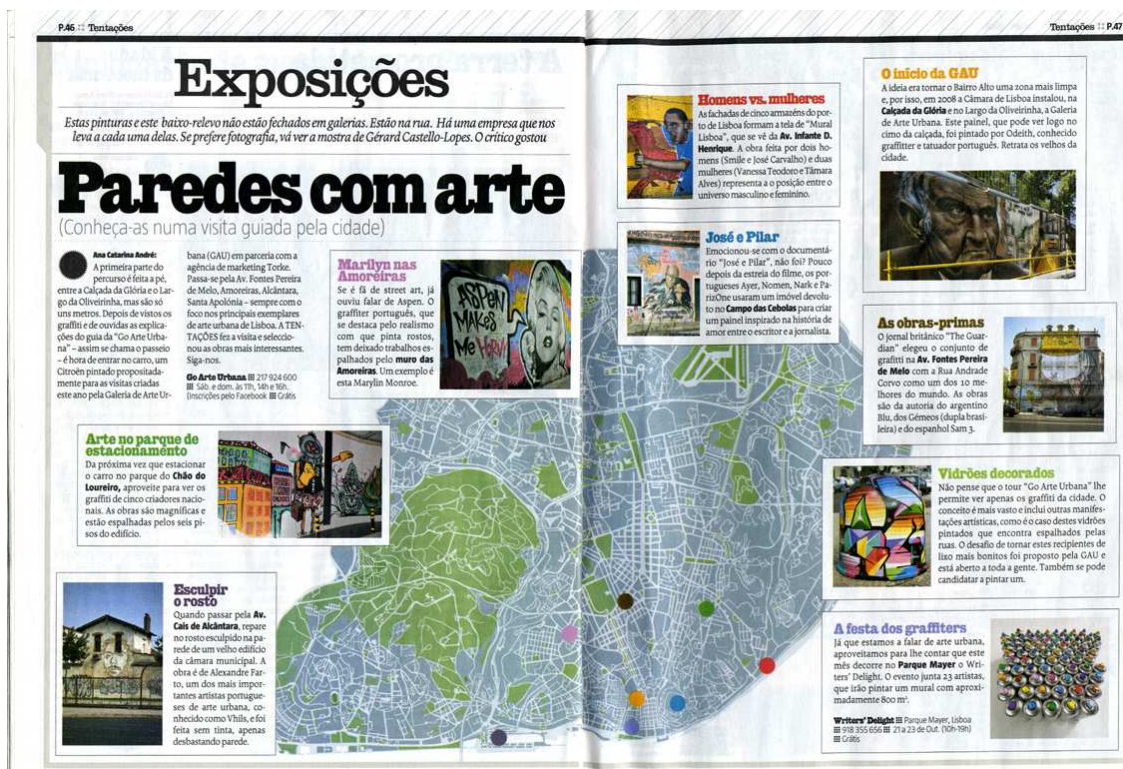 P.46 :: Tentações
Tentações :: P.47
Exposições
Estas pinturas e este baixo-relevo não estão fechados em galerias. Estão na rua. Há uma empresa que nos
leva a cada uma delas. Se prefere fotografia, vá ver a mostra de Gérard Castello-Lopes. O crítico gostou
Paredes com arte
(Conheça-as numa visita guiada pela cidade)
Ana Catarina André:
A primeira parte do
percurso é feita a pé,
entre a Calçada da Glória e o Lar-
go da Oliveirinha, mas são só
uns metros. Depois de vistos os
graffiti e de ouvidas as explica-
ções do guia da "Go Arte Urba-
na" – assim se chama o passeio
– é hora de entrar no carro, um
Citroën pintado propositada-
mente para as visitas criadas
este ano pela Galeria de Arte Ur-
bana (GAU) em parceria com a
agência de marketing Torke.
Passa-se pela Av. Fontes Pereira
de Melo, Amoreiras, Alcântara,
Santa Apolónia – sempre com o
foco nos principais exemplares
de arte urbana de Lisboa. A TEN-
TAÇÕES fez a visita e seleccio-
nou as obras mais interessantes.
Siga-nos.
Go Arte Urbana 217 924 600
Sáb. e dom. às 11h, 14h e 16h.
(Inscrições pelo Facebook Grátis
Marilyn nas
Amoreiras
Se é fã de street art, já
ouviu falar de Aspen. O
graffiter português, que
se destaca pelo realismo
com que pinta rostos,
tem deixado trabalhos es-
palhados pelo muro das
Amoreiras. Um exemplo é
esta Marylin Monroe.
ASPEN
MAKES
Me HORNY
Arte no parque de
estacionamento
Da próxima vez que estacionar
o carro no parque do Chão do
Loureiro, aproveite para ver os
graffiti de cinco criadores nacio-
nais. As obras são magníficas e
estão espalhadas pelos seis pi-
sos do edifício.
Esculpir
o rosto
Quando passar pela Av.
Cais de Alcântara, repare
no rosto esculpido na pa-
rede de um velho edifício
da câmara municipal. A
obra é de Alexandre Far-
to, um dos mais impor-
tantes artistas portugue-
ses de arte urbana, co-
nhecido como Vhils, e foi
feita sem tinta, apenas
desbastando parede.
Homens vs. mulheres
As fachadas de cinco armazéns do por-
to de Lisboa formam a tela de "Mural
Lisboa", que se vê da Av. Infante D.
Henrique. A obra feita por dois ho-
mens (Smile e José Carvalho) e duas
mulheres (Vanessa Teodoro e Tâmara
Alves) representa a o posição entre o
universo masculino e feminino.
José e Pilar
Emocionou-se com o documentá-
rio "José e Pilar", não foi? Pouco
depois da estreia do filme, os por-
tugueses Ayer, Nomen, Nark e Pa-
rizOne usaram um imóvel devolu-
to no Campo das Cebolas para criar
um painel inspirado na história de
amor entre o escritor e a jornalista.
O início da GAU
A ideia era tornar o Bairro Alto uma zona mais limpa
e, por isso, em 2008 a Câmara de Lisboa instalou, na
Calçada da Glória e no Largo da Oliveirinha, a Galeria
de Arte Urbana. Este painel, que pode ver logo no
cimo da calçada, foi pintado por Odeith, conhecido
graffitter e tatuador português. Retrata os velhos da
cidade.
As obras-primas
O jornal britânico "The Guar-
dian" elegeu o conjunto de
grafitti na Av. Fontes Pereira
de Melo com a Rua Andrade
Corvo como um dos 10 me-
lhores do mundo. As obras
são da autoria do argentino
Blu, dos Gémeos (dupla brasi-
leira) e do espanhol Sam 3.
Vidrões decorados
Não pense que o tour "Go Arte Urbana" lhe
permite ver apenas os graffiti da cidade. O
conceito é mais vasto e inclui outras manifes-
tações artísticas, como é o caso destes vidrões
pintados que encontra espalhados pelas
ruas. O desafio de tornar estes recipientes de
lixo mais bonitos foi proposto pela GAU e
está aberto a toda a gente. Também se pode
candidatar a pintar um.
A festa dos graffiters
Já que estamos a falar de arte urbana,
aproveitamos para lhe contar que este
mês decorre no Parque Mayer o Wri-
ters' Delight. O evento junta 23 artistas,
que irão pintar um mural com aproxi-
madamente 800 m².
Writers' Delight Parque Mayer, Lisboa
918 355 656 21 a 23 de Out. (10h-19h)
Grátis